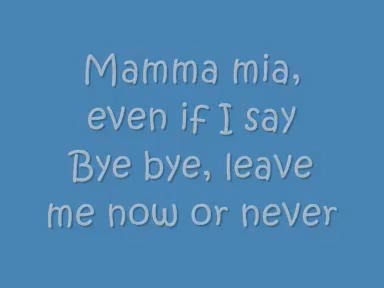 Mamma mia,
even if I say
Bye bye, leave
me now or never